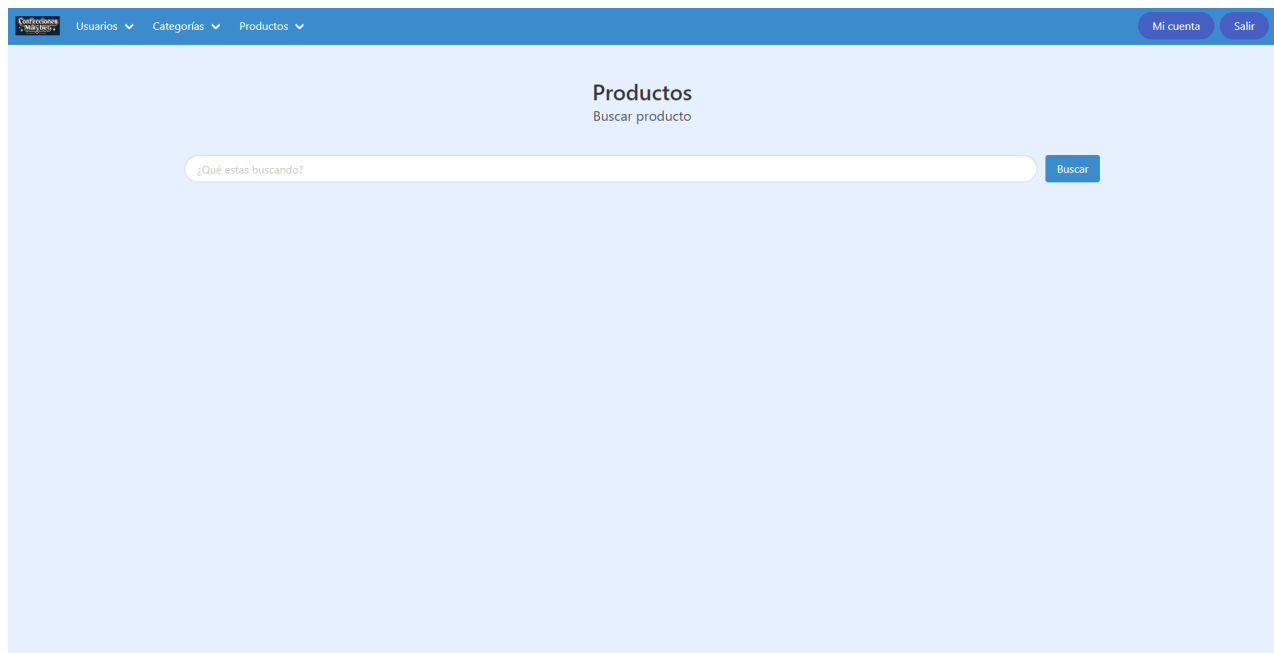 Confecciones
Usuarios
Categorías
Productos
Mi cuenta
Salir
Productos
Buscar producto
¿Qué estas buscando?
Buscar